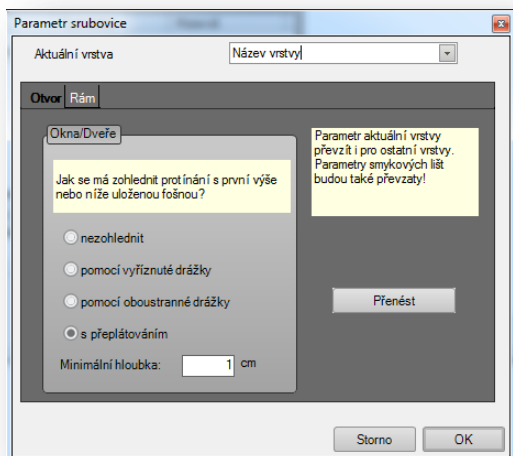 Parametr srubovice
Aktuální vrstva
Název vrstvy
Otvor Rám
Okna/Dveře
Jak se má zohlednit protínání s první výše
nebo níže uloženou fošnou?
nezohlednit
pomocí vyříznuté drážky
pomocí oboustranné drážky
s přeplátováním
Minimální hloubka: 1 cm
Parametr aktuální vrstvy
převzít i pro ostatní vrstvy.
Parametry smykových lišt
budou také převzaty!
Přenést
Storno OK